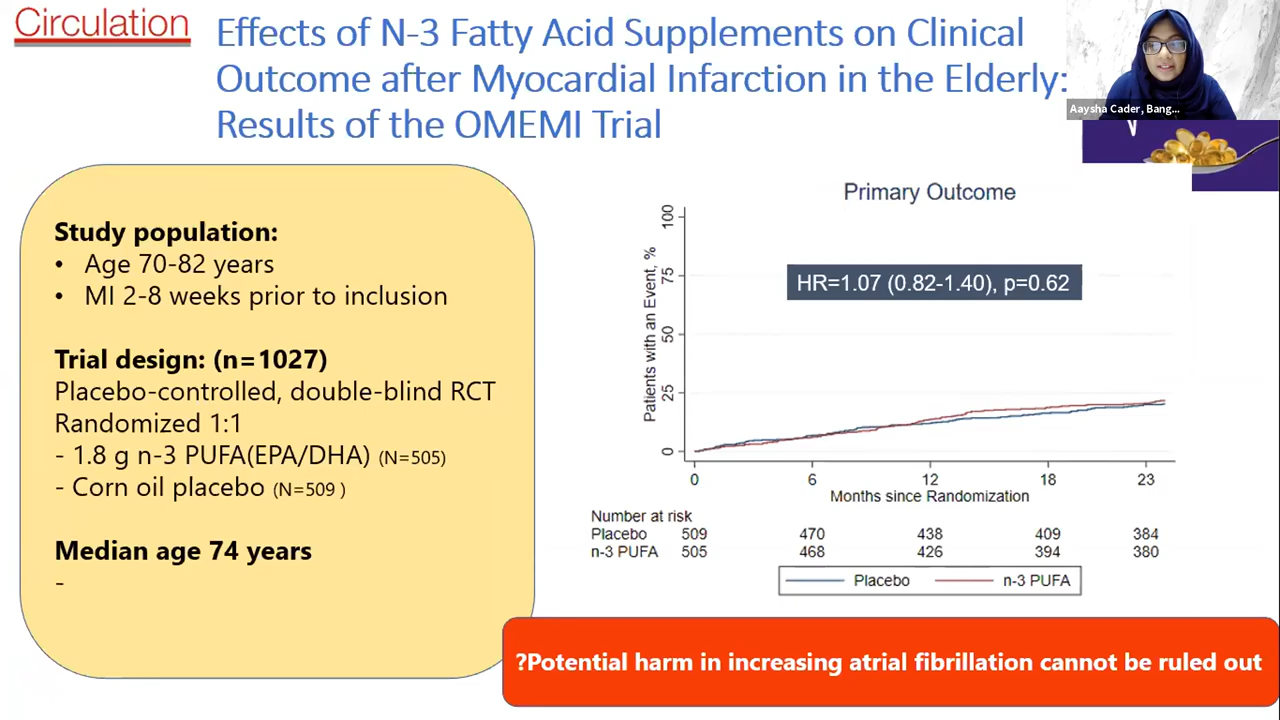 Circulation
Effects of N-3 Fatty Acid Supplements on Clinical
Outcome after Myocardial Infarction in the Elderly:
Results of the OMEMI Trial
Aaysha Cader, Bang...
Study population:
• Age 70-82 years
• MI 2-8 weeks prior to inclusion
Trial design: (n=1027)
Placebo-controlled, double-blind RCT
Randomized 1:1
- 1.8 g n-3 PUFA(EPA/DHA) (N=505)
- Corn oil placebo (N=509 )
Median age 74 years
-
Primary Outcome
Patients with an Event, %
100
75
50
25
0
HR=1.07 (0.82-1.40), p=0.62
0 6 12 18 23
Months since Randomization
Number at risk
Placebo 509 470 438 409 384
n-3 PUFA 505 468 426 394 380
Placebo n-3 PUFA
?Potential harm in increasing atrial fibrillation cannot be ruled out